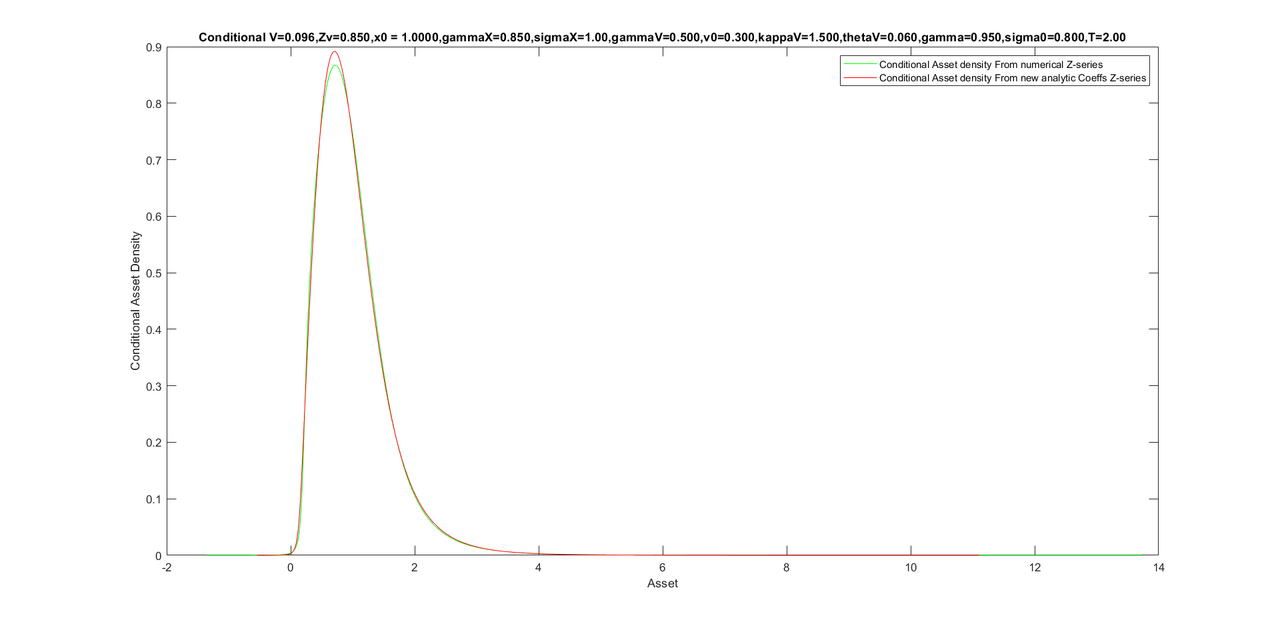 Conditional V=0.096,Zv=0.850,x0 = 1.0000,gammaX=0.850,sigmaX=1.00,gammaV=0.500,v0=0.300,kappaV=1.500,thetaV=0.060,gamma=0.950,sigma0=0.800,T=2.00
Conditional Asset density From numerical Z-series
Conditional Asset density From new analytic Coeffs Z-series
Conditional Asset Density
0.9
0.8
0.7
0.6
0.5
0.4
0.3
0.2
0.1
0
-2 0 2 4 6 8 10 12 14
Asset